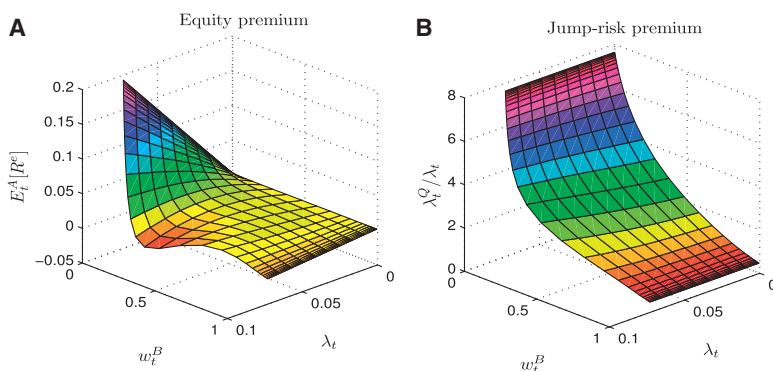 A
Equity premium
B
Jump-risk premium
0.2
0.15
0.1
0.05
0
−0.05
E_t^A[R^e]
0
0.5
1
w_t^B
0.1
0.05
0
λ_t
8
6
4
2
0
λ_t^Q/λ_t
0
0.5
1
w_t^B
0.1
0.05
0
λ_t